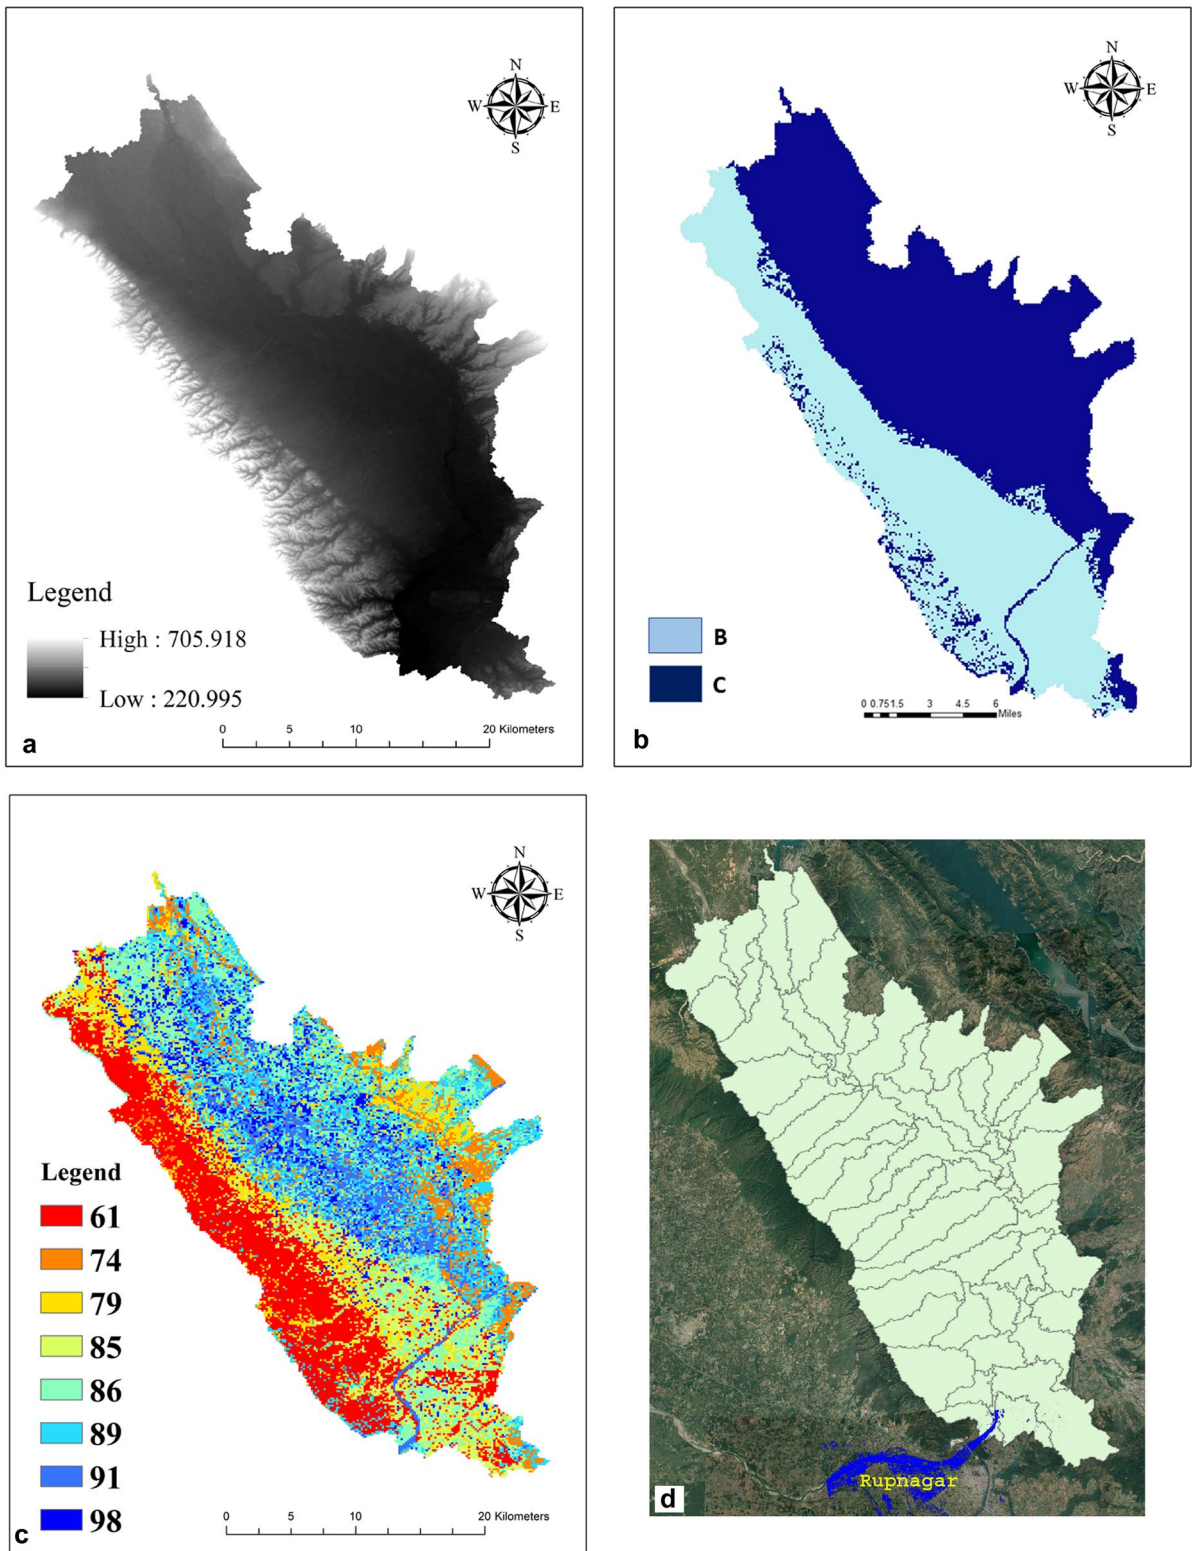 N
W E
S
Legend
High : 705.918
Low : 220.995
0 5 10 20 Kilometers
a
N
W E
S
B
C
0 0.75 1.5 3 4.5 6
Miles
b
N
W E
S
Legend
61
74
79
85
86
89
91
98
0 5 10 20 Kilometers
c
Rupnagar
d